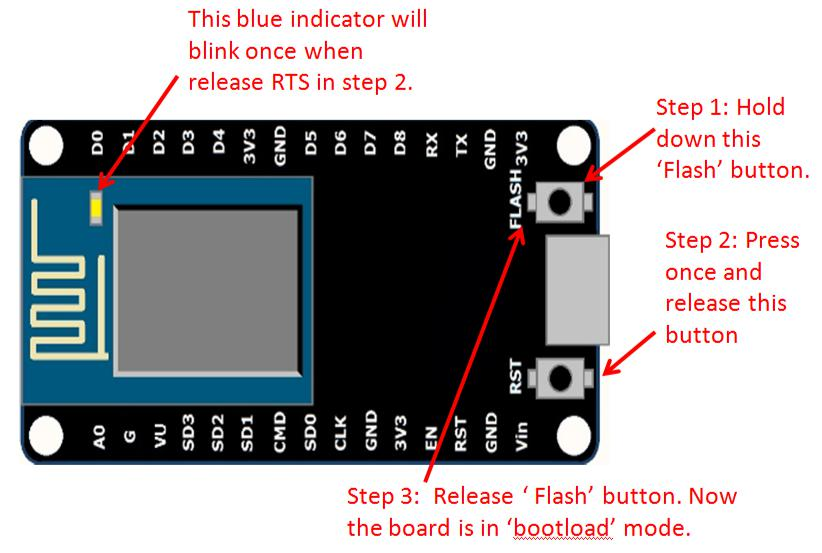 This blue indicator will
blink once when
release RTS in step 2.
Step 1: Hold
down this
‘Flash’ button.
D0 D1 D2 D3 D4 3V3 GND D5 D6 D7 D8 RX TX GND 3V3
FLASH
Step 2: Press
once and
release this
button
RST
A0 G VU SD3 SD2 SD1 CMD SD0 CLK GND 3V3 EN RST GND Vin
Step 3:  Release ‘ Flash’ button. Now
the board is in ‘bootload’ mode.